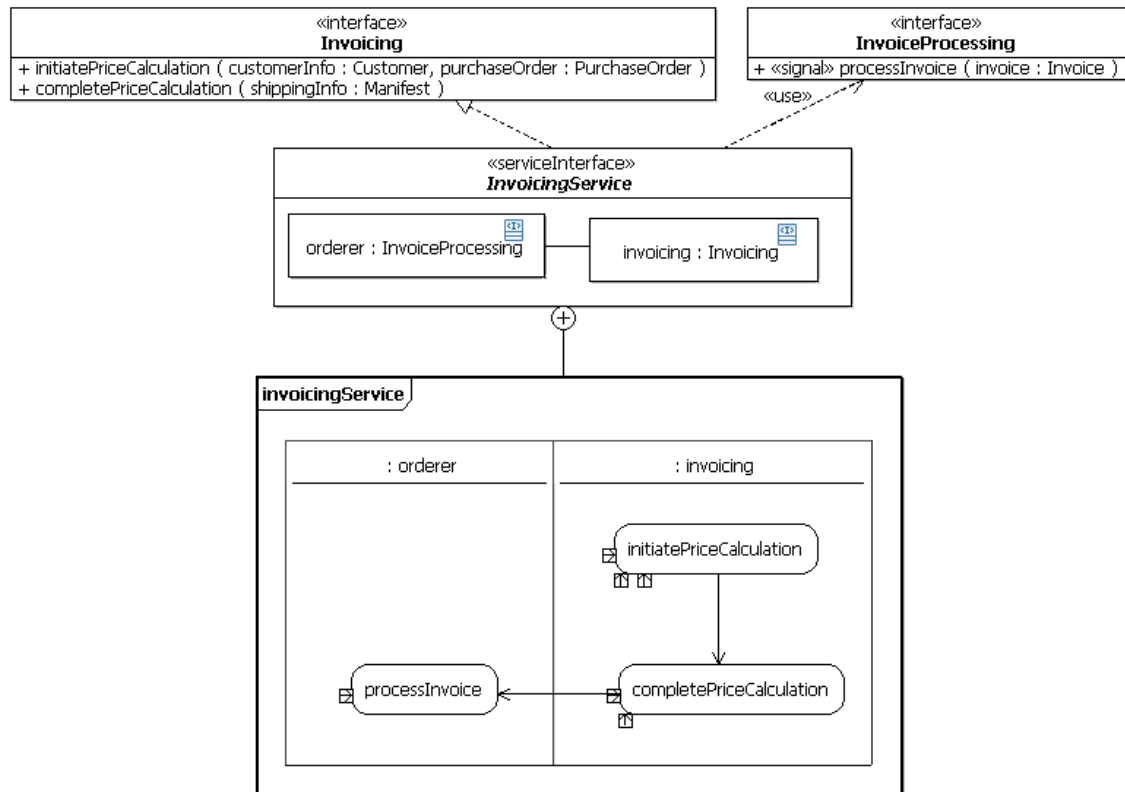 «interface»
Invoicing
+ initiatePriceCalculation ( customerInfo : Customer, purchaseOrder : PurchaseOrder )
+ completePriceCalculation ( shippingInfo : Manifest )
«interface»
InvoiceProcessing
+ «signal» processInvoice ( invoice : Invoice )
«use»
«serviceInterface»
InvoicingService
orderer : InvoiceProcessing
invoicing : Invoicing
invoicingService
: orderer
: invoicing
initiatePriceCalculation
processInvoice
completePriceCalculation